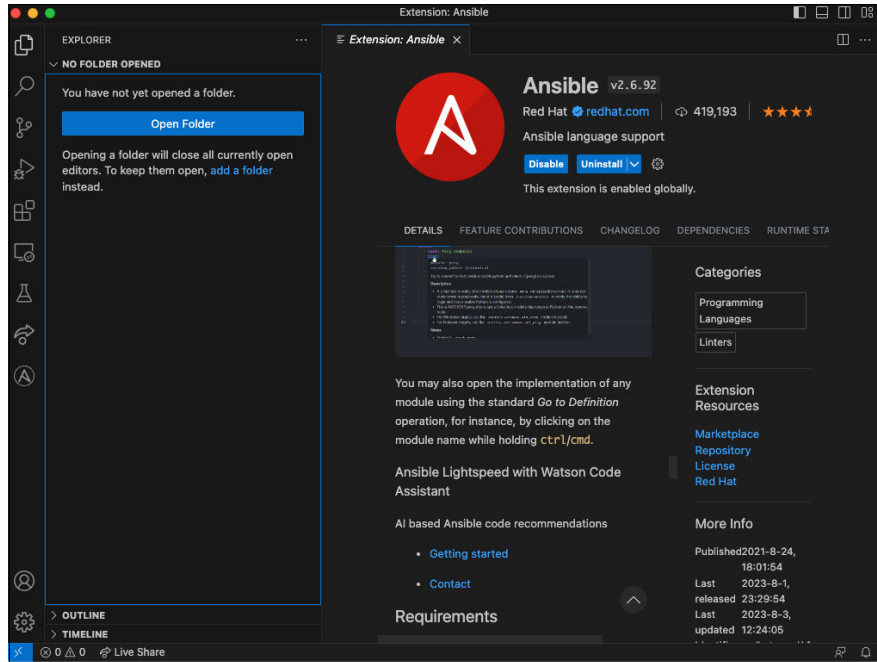 Extension: Ansible
EXPLORER
NO FOLDER OPENED
You have not yet opened a folder.
Open Folder
Opening a folder will close all currently open
editors. To keep them open, add a folder
instead.
OUTLINE
TIMELINE
Extension: Ansible
Ansible v2.6.92
Red Hat redhat.com 419,193
Ansible language support
Disable Uninstall
This extension is enabled globally.
DETAILS FEATURE CONTRIBUTIONS CHANGELOG DEPENDENCIES RUNTIME STA
You may also open the implementation of any
module using the standard Go to Definition
operation, for instance, by clicking on the
module name while holding ctrl/cmd.
Ansible Lightspeed with Watson Code
Assistant
AI based Ansible code recommendations
Getting started
Contact
Requirements
Categories
Programming
Languages
Linters
Extension
Resources
Marketplace
Repository
License
Red Hat
More Info
Published2021-8-24,
18:01:54
Last 2023-8-1,
released 23:29:54
Last 2023-8-3,
updated 12:24:05
0 0 Live Share